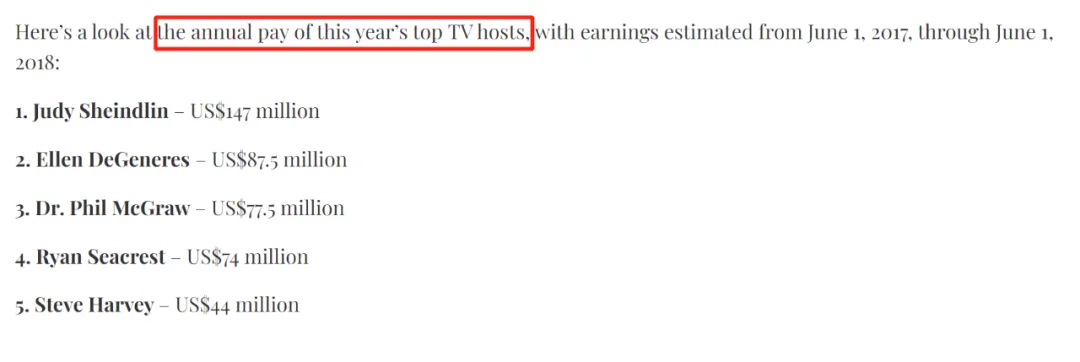 Here’s a look at the annual pay of this year’s top TV hosts, with earnings estimated from June 1, 2017, through June 1,
2018:
1. Judy Sheindlin – US$147 million
2. Ellen DeGeneres – US$87.5 million
3. Dr. Phil McGraw – US$77.5 million
4. Ryan Seacrest – US$74 million
5. Steve Harvey – US$44 million